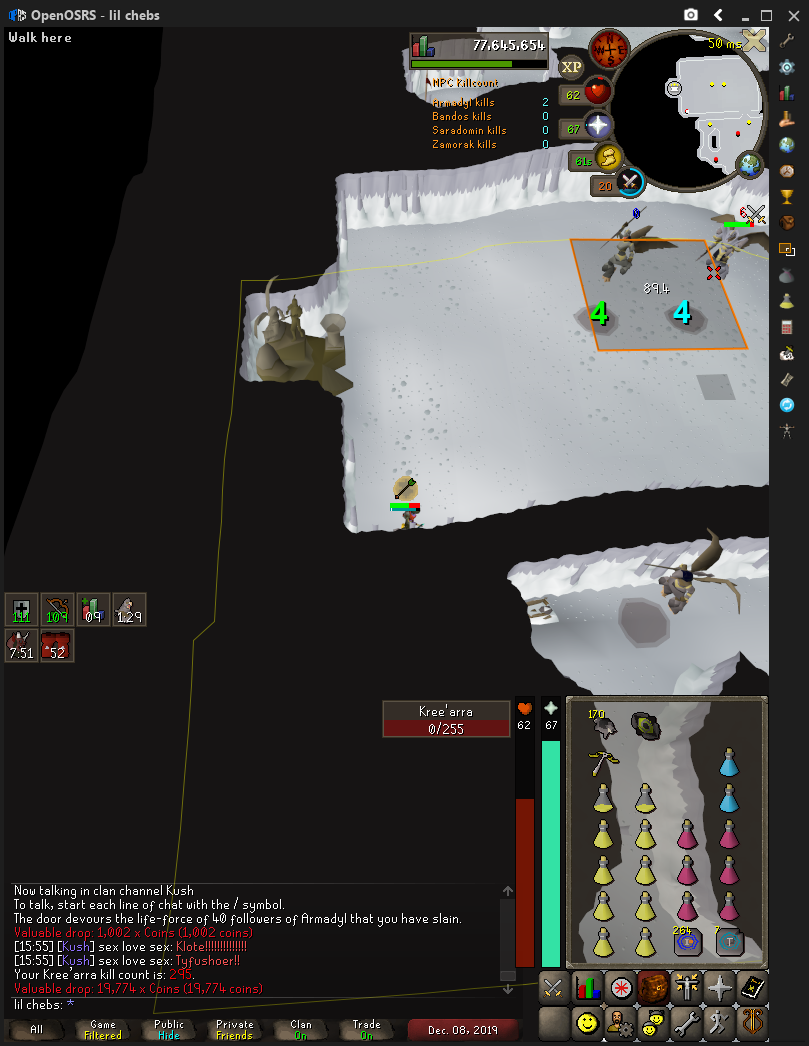 OpenOSRS - lil chebs
Walk here
77,645,654
50 ms
XP
NPC Killcount
Armadyl kills 2
Bandos kills 0
Saradomin kills 0
Zamorak kills 0
62
67
61s
20
894
4 4
111 109 09 1:29
7:51 52
Kree'arra
0/255
62 67
170
264 7
Now talking in clan channel Kush
To talk, start each line of chat with the / symbol.
The door devours the life-force of 40 followers of Armadyl that you have slain.
Valuable drop: 1,002 x Coins (1,002 coins)
[15:55] [Kush] sex love sex: Klote!!!!!!!!!!!!!!
[15:55] [Kush] sex love sex: Tyfushoer!!
Your Kree'arra kill count is: 295.
Valuable drop: 19,774 x Coins (19,774 coins)
lil chebs: *
All
Game
Filtered
Public
Hide
Private
Friends
Clan
On
Trade
On
Dec. 08, 2019